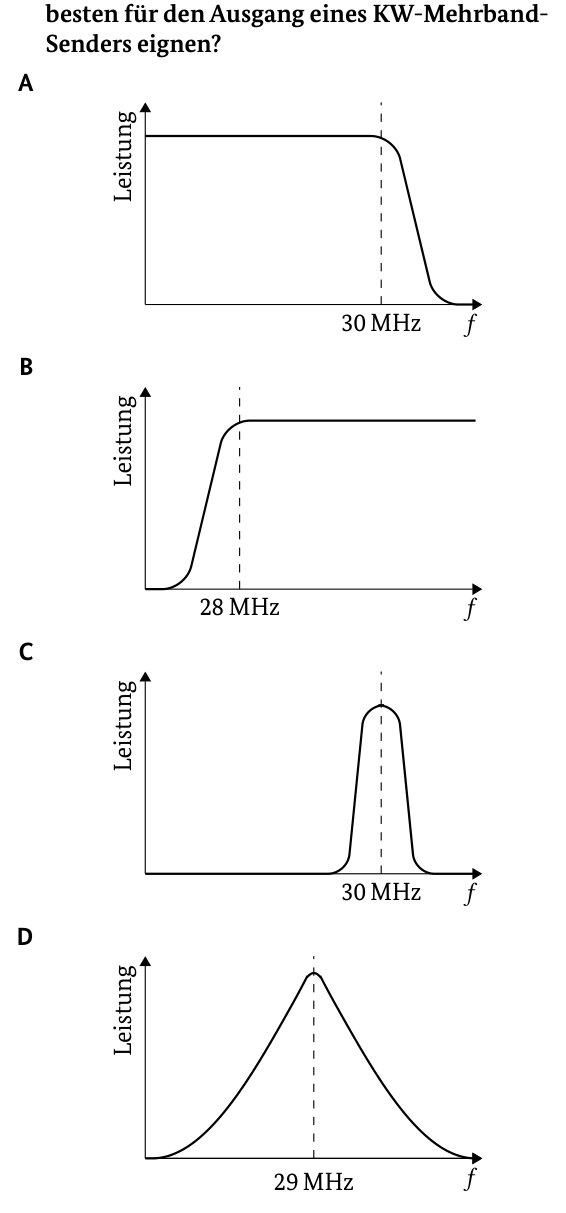 besten für den Ausgang eines KW-Mehrband-
Senders eignen?
A
Leistung
30 MHz
f
B
Leistung
28 MHz
f
C
Leistung
30 MHz
f
D
Leistung
29 MHz
f